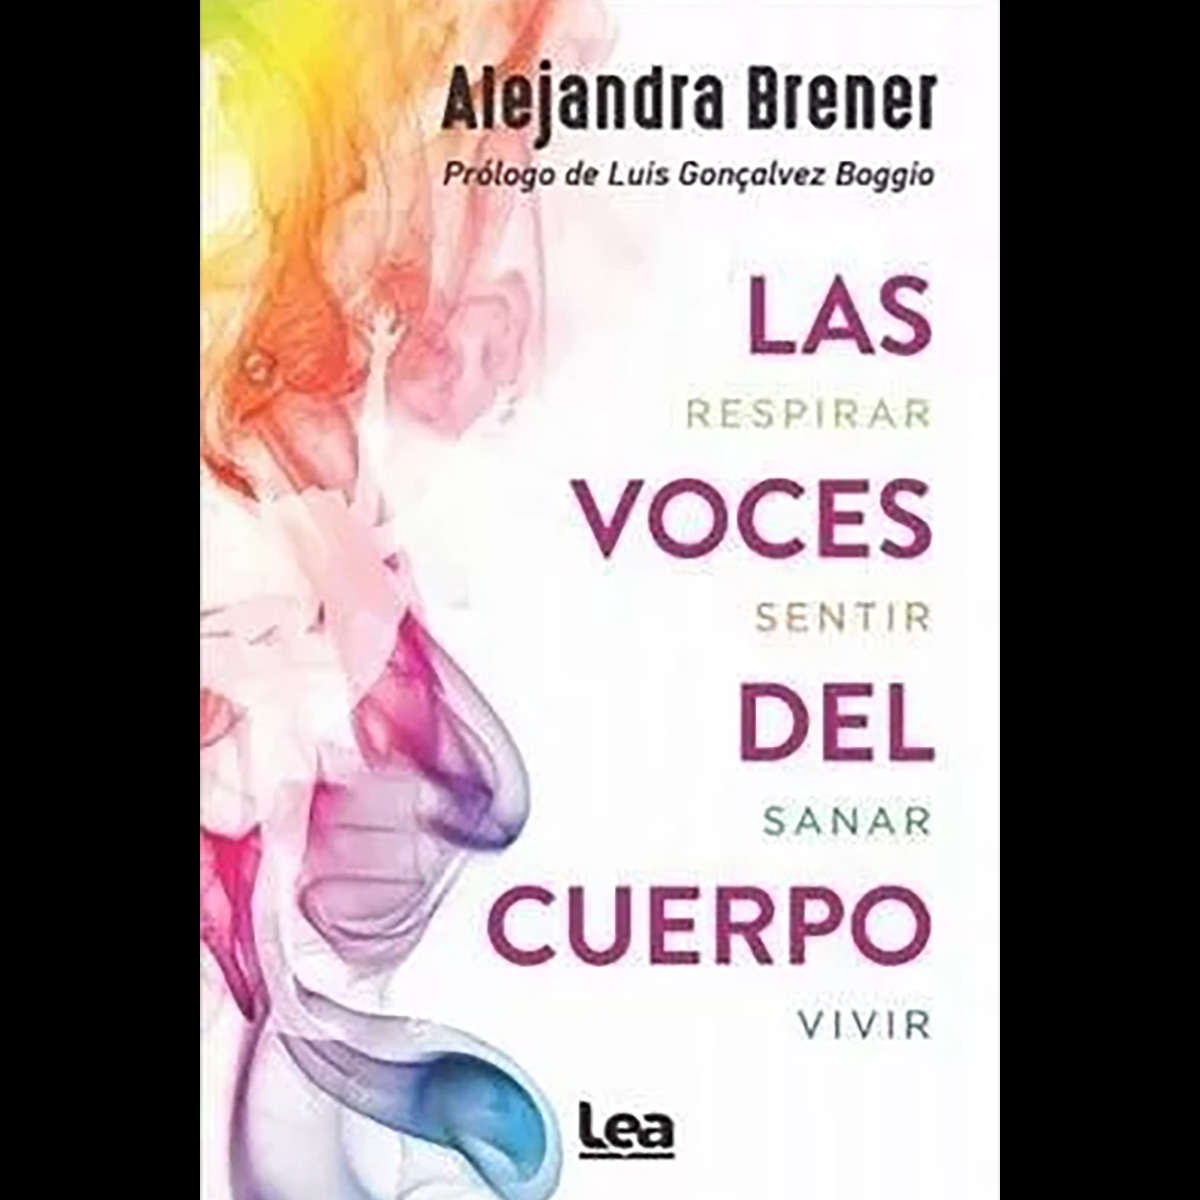 Alejandra Brener
Prólogo de Luis Gonçalvez Boggio
LAS
RESPIRAR
VOCES
SENTIR
DEL
SANAR
CUERPO
VIVIR
Lea